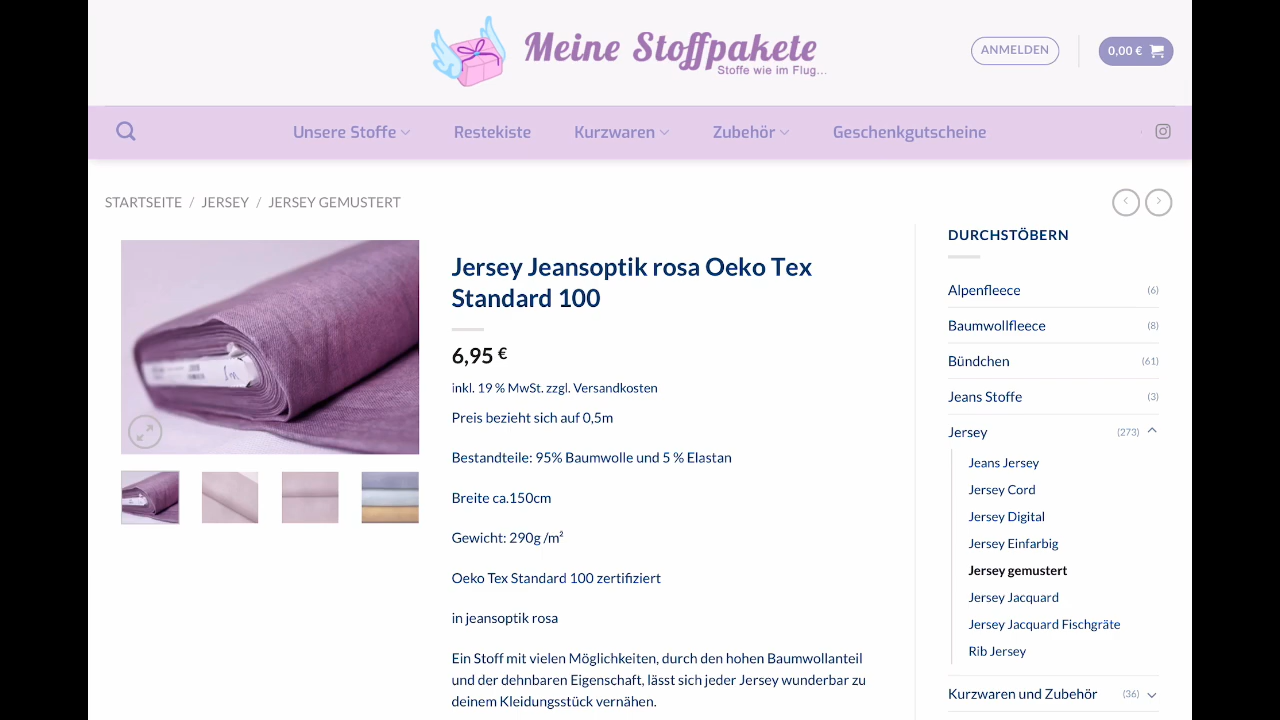 Meine Stoffpakete
Stoffe wie im Flug...
ANMELDEN
0,00 €
Unsere Stoffe
Restekiste
Kurzwaren
Zubehör
Geschenkgutscheine
STARTSEITE / JERSEY / JERSEY GEMUSTERT
Jersey Jeansoptik rosa Oeko Tex
Standard 100
6,95 €
inkl. 19 % MwSt. zzgl. Versandkosten
Preis bezieht sich auf 0,5m
Bestandteile: 95% Baumwolle und 5 % Elastan
Breite ca.150cm
Gewicht: 290g /m²
Oeko Tex Standard 100 zertifiziert
in jeansoptik rosa
Ein Stoff mit vielen Möglichkeiten, durch den hohen Baumwollanteil
und der dehnbaren Eigenschaft, lässt sich jeder Jersey wunderbar zu
deinem Kleidungsstück vernähen.
DURCHSTÖBERN
Alpenfleece (6)
Baumwollfleece (8)
Bündchen (61)
Jeans Stoffe (3)
Jersey (273)
Jeans Jersey
Jersey Cord
Jersey Digital
Jersey Einfarbig
Jersey gemustert
Jersey Jacquard
Jersey Jacquard Fischgräte
Rib Jersey
Kurzwaren und Zubehör (36)